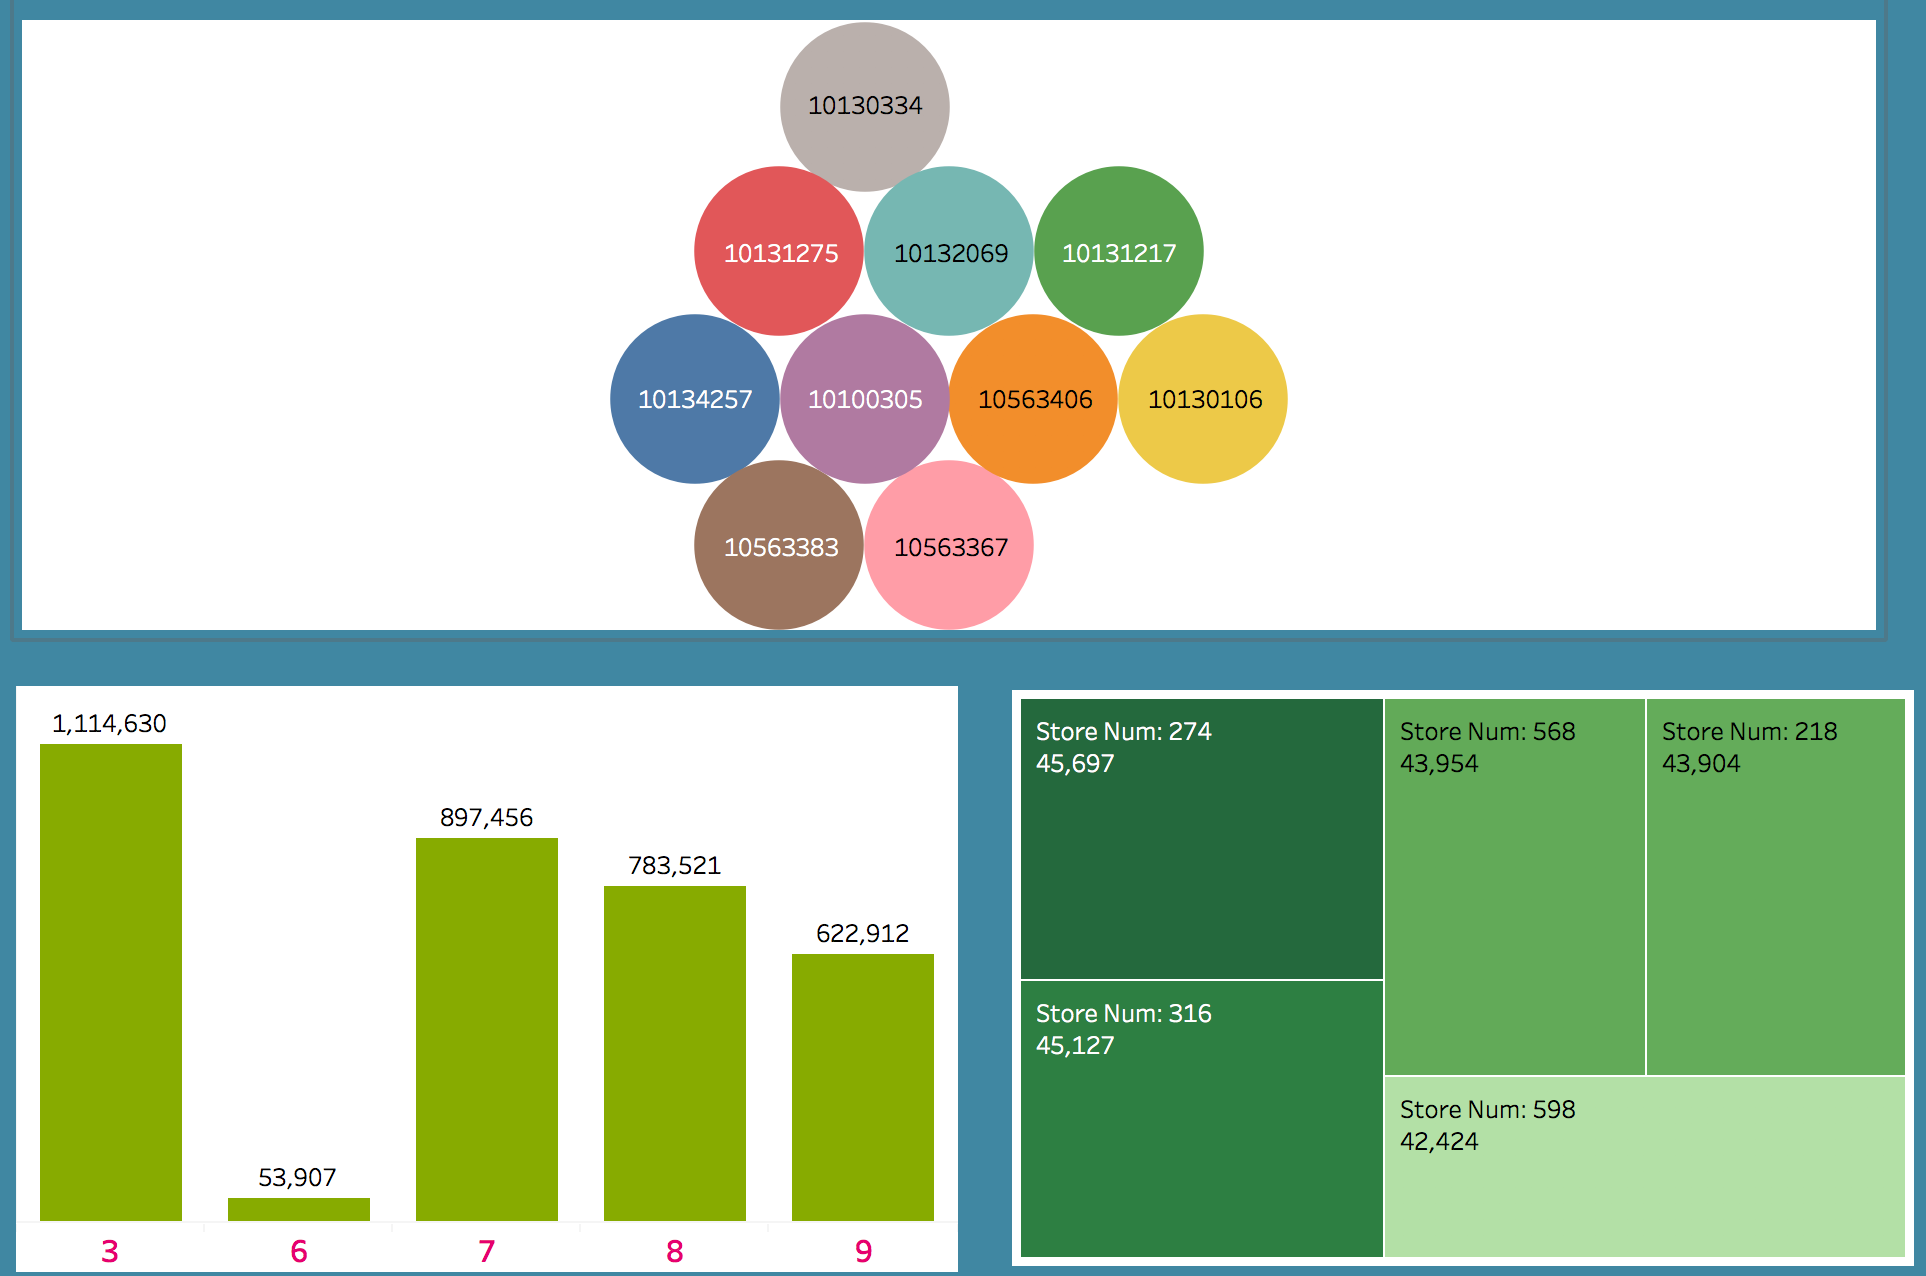 10130334
10131275 10132069 10131217
10134257 10100305 10563406 10130106
10563383 10563367
1,114,630
897,456
783,521
622,912
53,907
3 6 7 8 9
Store Num: 274
45,697
Store Num: 568
43,954
Store Num: 218
43,904
Store Num: 316
45,127
Store Num: 598
42,424